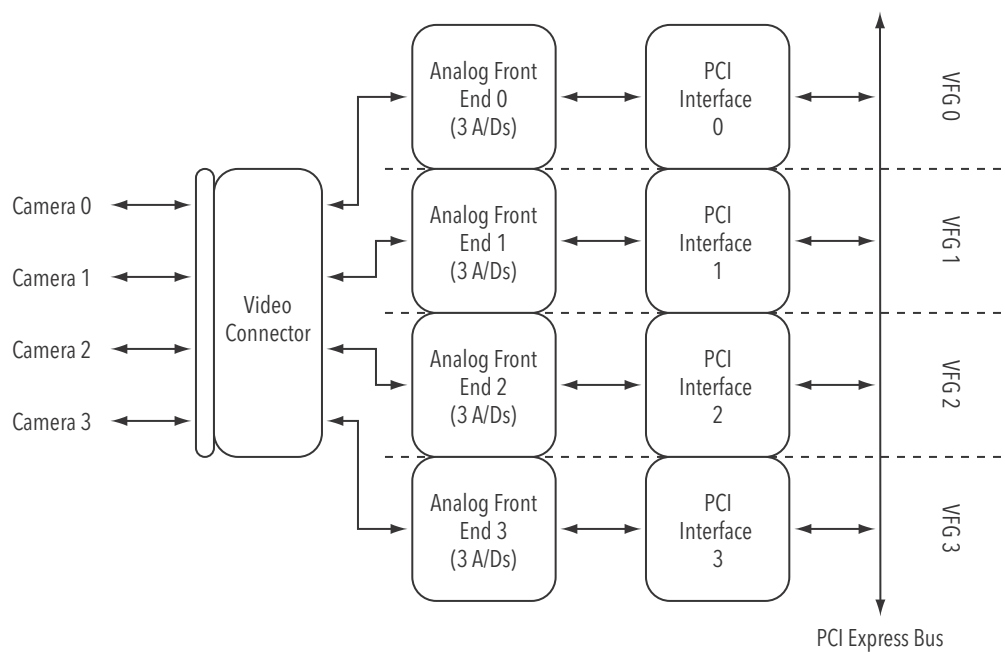 Analog Front
End 0
(3 A/Ds)
PCI
Interface
0
VFG 0
Camera 0
Camera 1
Camera 2
Camera 3
Video
Connector
Analog Front
End 1
(3 A/Ds)
PCI
Interface
1
VFG 1
Analog Front
End 2
(3 A/Ds)
PCI
Interface
2
VFG 2
Analog Front
End 3
(3 A/Ds)
PCI
Interface
3
VFG 3
PCI Express Bus